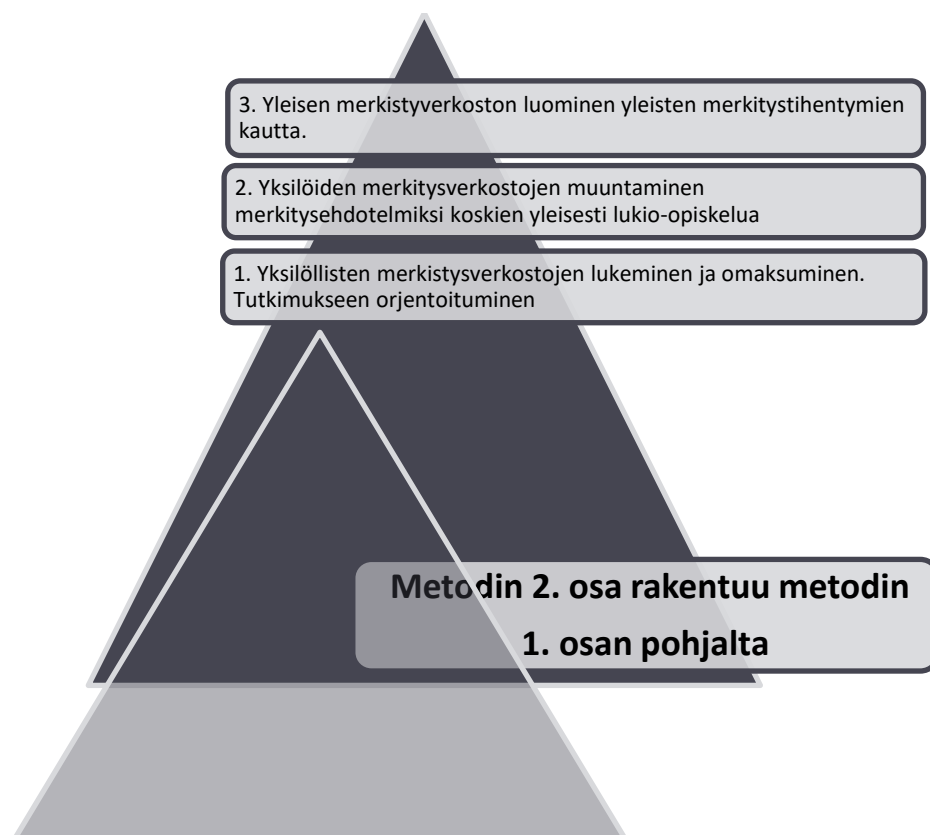 3. Yleisen merkistyverkoston luominen yleisten merkitystihentymien
kautta.
2. Yksilöiden merkitysverkostojen muuntaminen
merkitysehdotelmiksi koskien yleisesti lukio-opiskelua
1. Yksilöllisten merkistysverkostojen lukeminen ja omaksuminen.
Tutkimukseen orjentoituminen
Metodin 2. osa rakentuu metodin
1. osan pohjalta